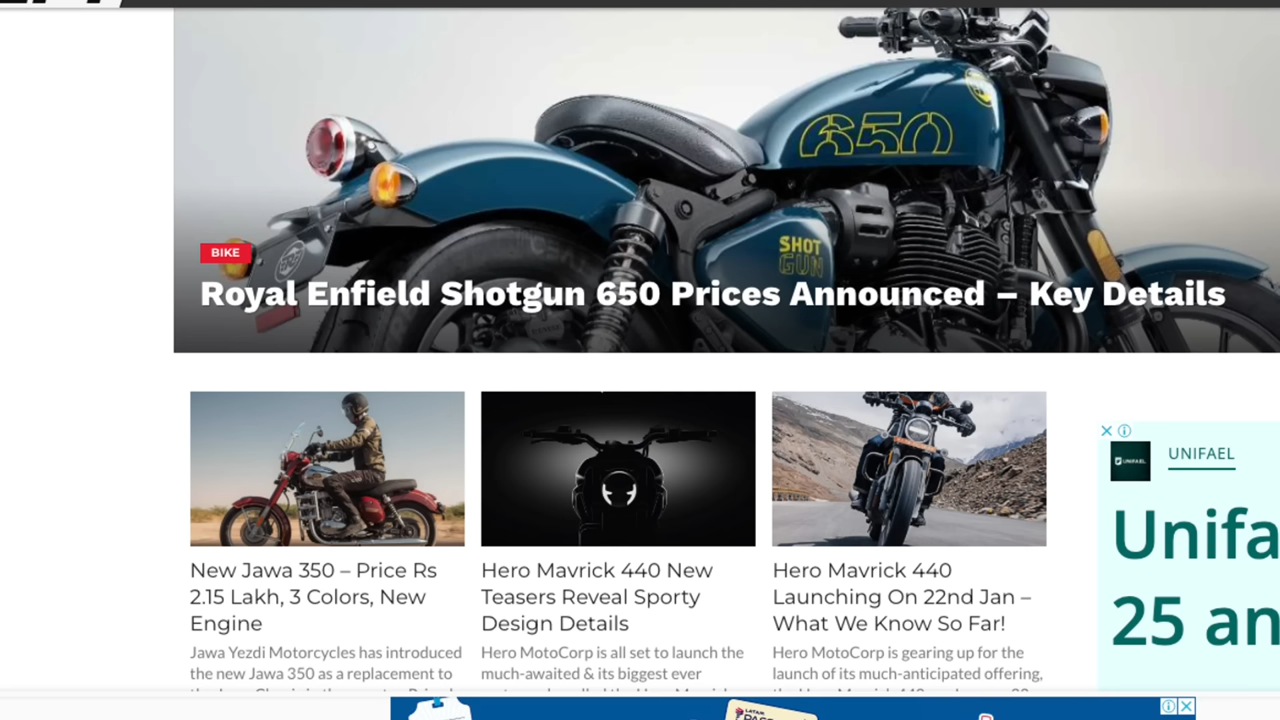 650
SHOT
GUN
BIKE
Royal Enfield Shotgun 650 Prices Announced – Key Details
New Jawa 350 – Price Rs
2.15 Lakh, 3 Colors, New
Engine
Jawa Yezdi Motorcycles has introduced
the new Jawa 350 as a replacement to
Hero Mavrick 440 New
Teasers Reveal Sporty
Design Details
Hero MotoCorp is all set to launch the
much-awaited & its biggest ever
Hero Mavrick 440
Launching On 22nd Jan –
What We Know So Far!
Hero MotoCorp is gearing up for the
launch of its much-anticipated offering,
UNIFAEL
UNIFAEL
Unifa
25 an
LATAM
PASS